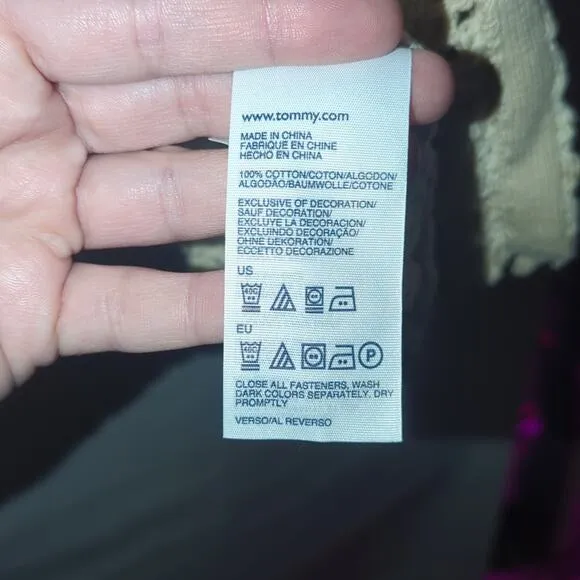 www.tommy.com
MADE IN CHINA
FABRIQUE EN CHINE
HECHO EN CHINA
100% COTTON/COTON/ALGODON/
ALGODÃO/BAUMWOLLE/COTONE
EXCLUSIVE OF DECORATION/
SAUF DECORATION/
EXCLUYE LA DECORACION/
EXCLUINDO DECORAÇÃO/
OHNE DEKORATION/
ECCETTO DECORAZIONE
US
40C
EU
40C P
CLOSE ALL FASTENERS, WASH
DARK COLORS SEPARATELY. DRY
PROMPTLY
VERSO/AL REVERSO